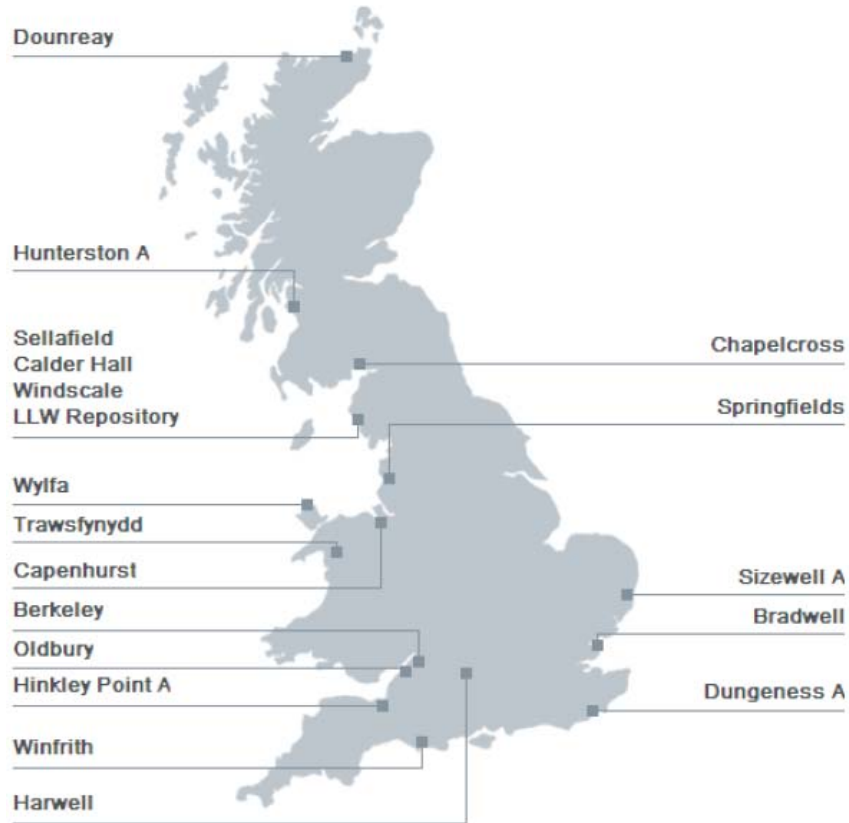 Dounreay
Hunterston A
Sellafield
Calder Hall
Windscale
LLW Repository
Wylfa
Trawsfynydd
Capenhurst
Berkeley
Oldbury
Hinkley Point A
Winfrith
Harwell
Chapelcross
Springfields
Sizewell A
Bradwell
Dungeness A